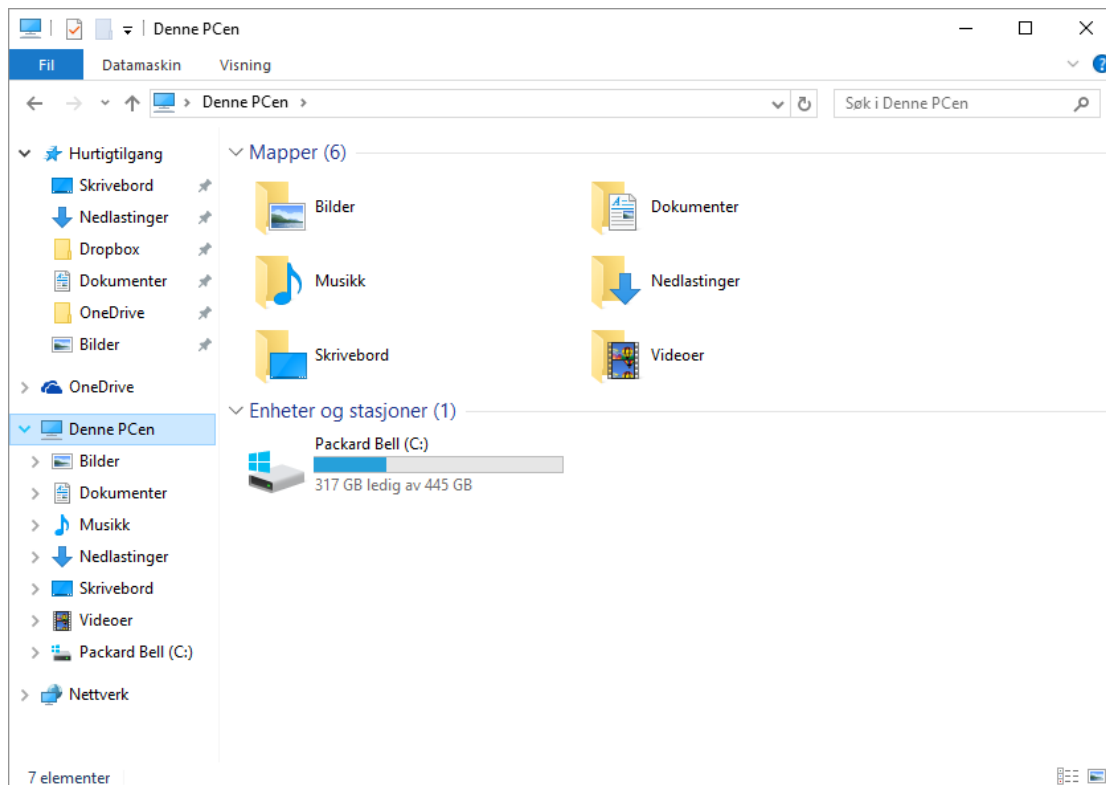 Denne PCen
Fil Datamaskin Visning
Denne PCen
Søk i Denne PCen
Hurtigtilgang
Skrivebord
Nedlastinger
Dropbox
Dokumenter
OneDrive
Bilder
OneDrive
Denne PCen
Bilder
Dokumenter
Musikk
Nedlastinger
Skrivebord
Videoer
Packard Bell (C:)
Nettverk
Mapper (6)
Bilder
Dokumenter
Musikk
Nedlastinger
Skrivebord
Videoer
Enheter og stasjoner (1)
Packard Bell (C:)
317 GB ledig av 445 GB
7 elementer